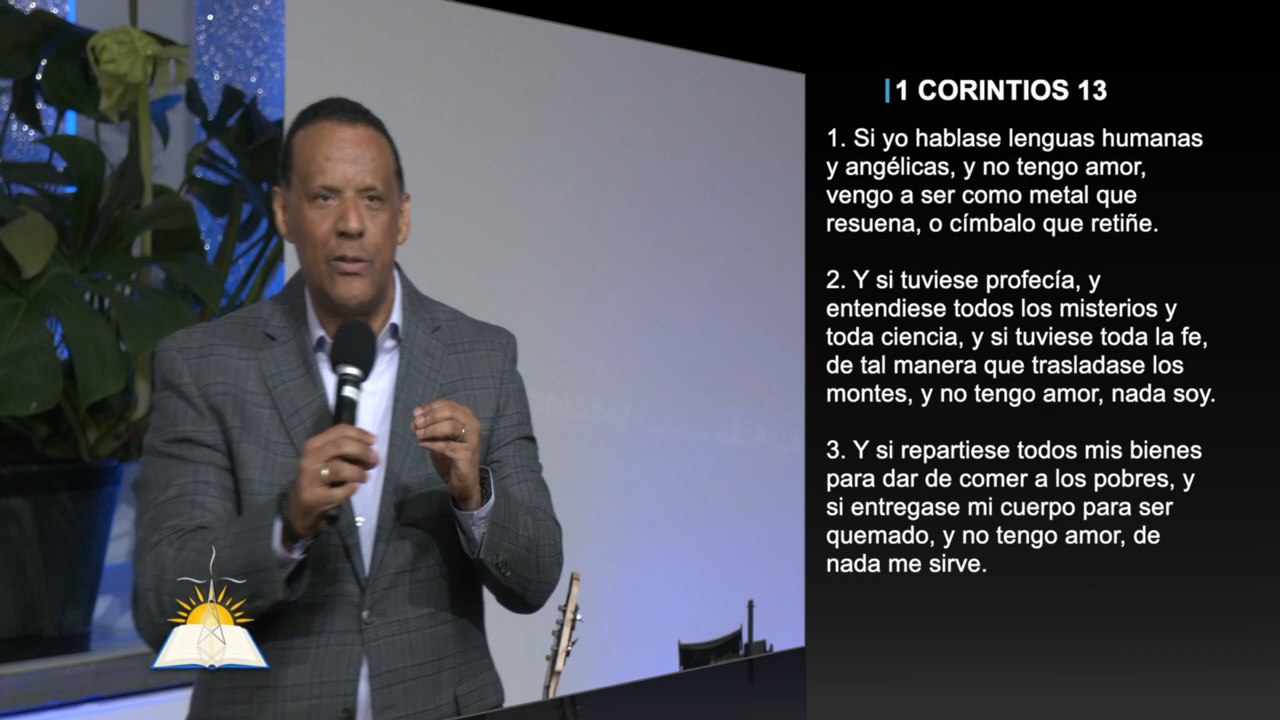 1 CORINTIOS 13
1. Si yo hablase lenguas humanas
y angélicas, y no tengo amor,
vengo a ser como metal que
resuena, o címbalo que retiñe.
2. Y si tuviese profecía, y
entendiese todos los misterios y
toda ciencia, y si tuviese toda la fe,
de tal manera que trasladase los
montes, y no tengo amor, nada soy.
3. Y si repartiese todos mis bienes
para dar de comer a los pobres, y
si entregase mi cuerpo para ser
quemado, y no tengo amor, de
nada me sirve.